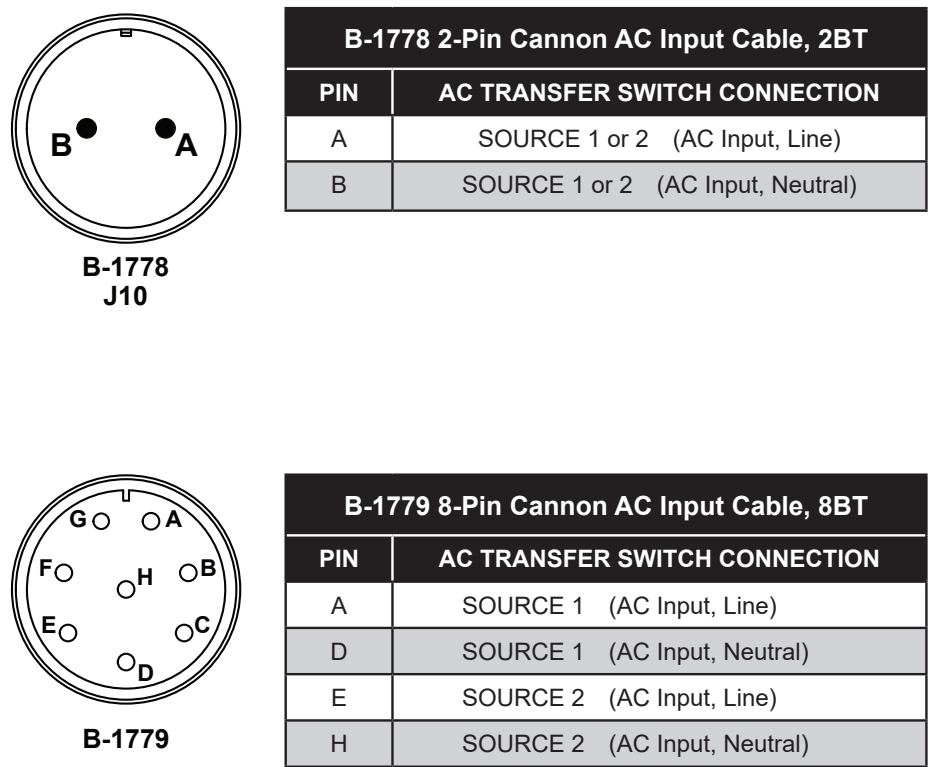 B A
B-1778
J10
B-1778 2-Pin Cannon AC Input Cable, 2BT
PIN AC TRANSFER SWITCH CONNECTION
A SOURCE 1 or 2 (AC Input, Line)
B SOURCE 1 or 2 (AC Input, Neutral)
G A
F H B
E C
D
B-1779
B-1779 8-Pin Cannon AC Input Cable, 8BT
PIN AC TRANSFER SWITCH CONNECTION
A SOURCE 1 (AC Input, Line)
D SOURCE 1 (AC Input, Neutral)
E SOURCE 2 (AC Input, Line)
H SOURCE 2 (AC Input, Neutral)